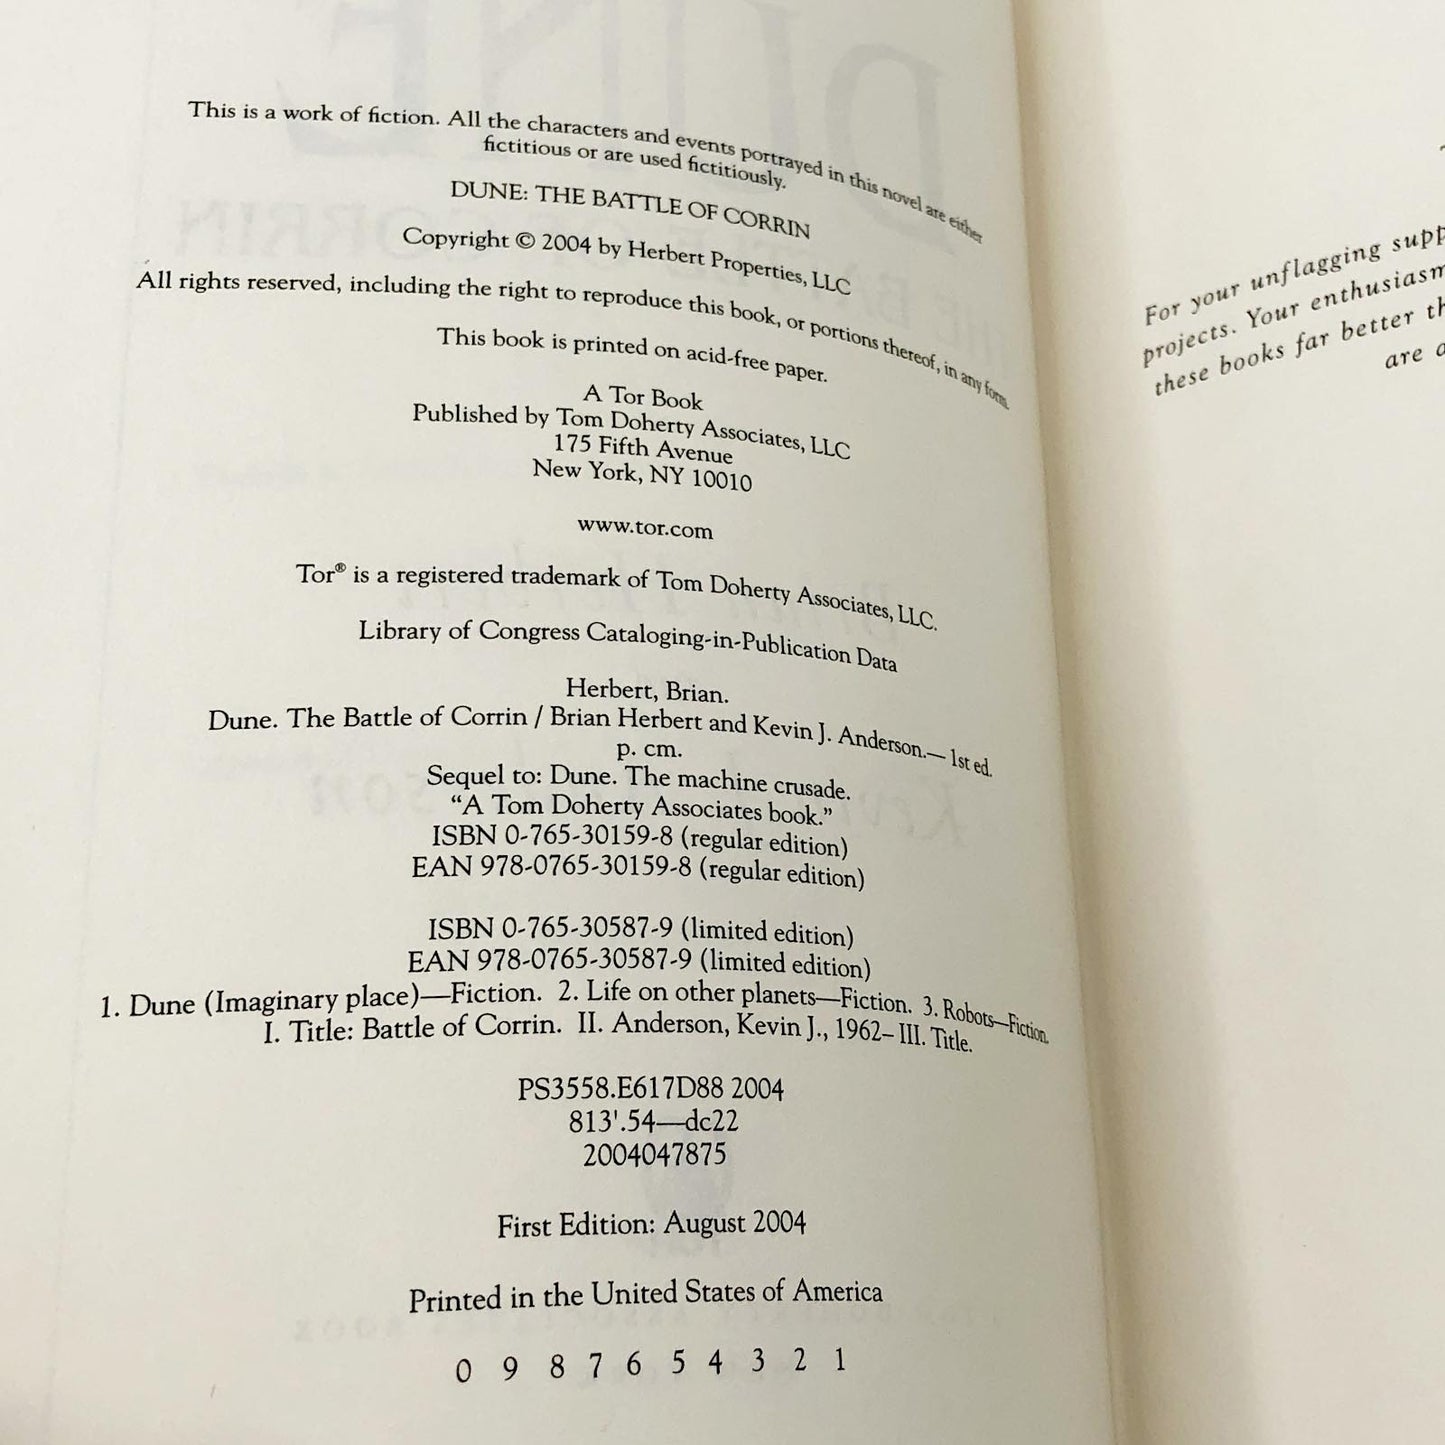 This is a work of fiction. All the characters and events portrayed in this novel are either
fictitious or are used fictitiously.
DUNE: THE BATTLE OF CORRIN
Copyright © 2004 by Herbert Properties, LLC
All rights reserved, including the right to reproduce this book, or portions thereof, in any form.
This book is printed on acid-free paper.
A Tor Book
Published by Tom Doherty Associates, LLC
175 Fifth Avenue
New York, NY 10010
www.tor.com
Tor® is a registered trademark of Tom Doherty Associates, LLC.
Library of Congress Cataloging-in-Publication Data
Herbert, Brian.
Dune. The Battle of Corrin / Brian Herbert and Kevin J. Anderson.— 1st ed.
p. cm.
Sequel to: Dune. The machine crusade.
“A Tom Doherty Associates book.”
ISBN 0-765-30159-8 (regular edition)
EAN 978-0765-30159-8 (regular edition)
ISBN 0-765-30587-9 (limited edition)
EAN 978-0765-30587-9 (limited edition)
1. Dune (Imaginary place)—Fiction. 2. Life on other planets—Fiction. 3. Robots—Fiction.
I. Title: Battle of Corrin. II. Anderson, Kevin J., 1962– III. Title.
PS3558.E617D88 2004
813'.54—dc22
2004047875
First Edition: August 2004
Printed in the United States of America
0 9 8 7 6 5 4 3 2 1
For your unflagging supp
projects. Your enthusiasm
these books far better th
are